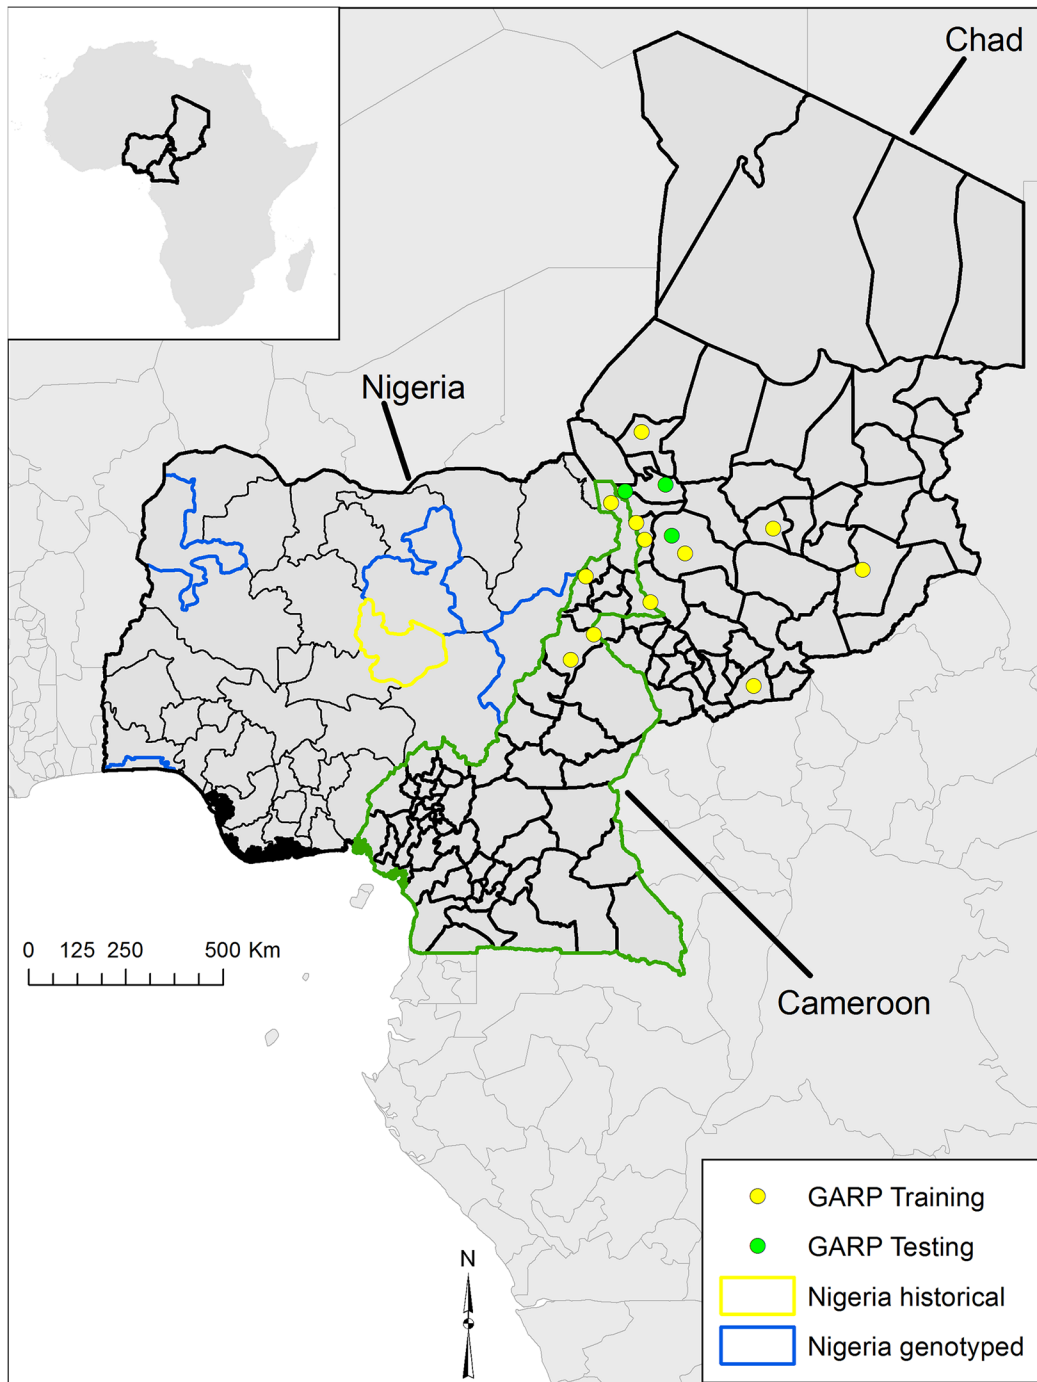 Chad
Nigeria
0 125 250 500 Km
Cameroon
N
GARP Training
GARP Testing
Nigeria historical
Nigeria genotyped